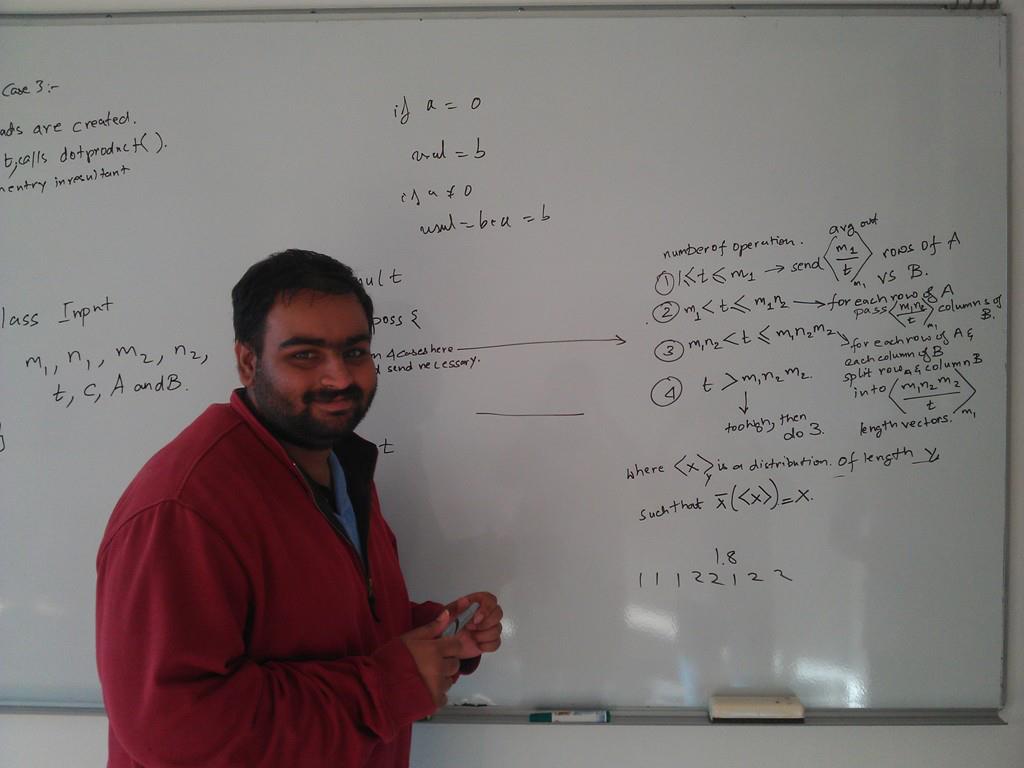 Case 3:-
ads are created.
t, calls dotproduct().
entry in resultant
lass Input
m₁, n₁, m₂, n₂,
t, c, A and B.
}
if a = 0
= b
if a ≠ 0
= b+a = b
mult
poss {
n 4 cases here
send necessary.
t
number of operation.
avg out
① 1 ≤ t ≤ m₁ → send ⟨m₁/t⟩m₁ rows of A
vs B.
② m₁ < t ≤ m₁n₂ → for each row of A
pass ⟨m₁n₂/t⟩m₁ columns of
B.
③ m₁n₂ < t ≤ m₁n₂m₂ → for each row of A &
each column of B
split row A & column B
into ⟨m₁n₂m₂/t⟩m₁
length vectors.
④ t > m₁n₂m₂
↓
too high, then
do 3.
where ⟨x⟩y is a distribution of length y
such that x̄(⟨x⟩) = x.
1.8
1 1 1 2 2 1 2 2